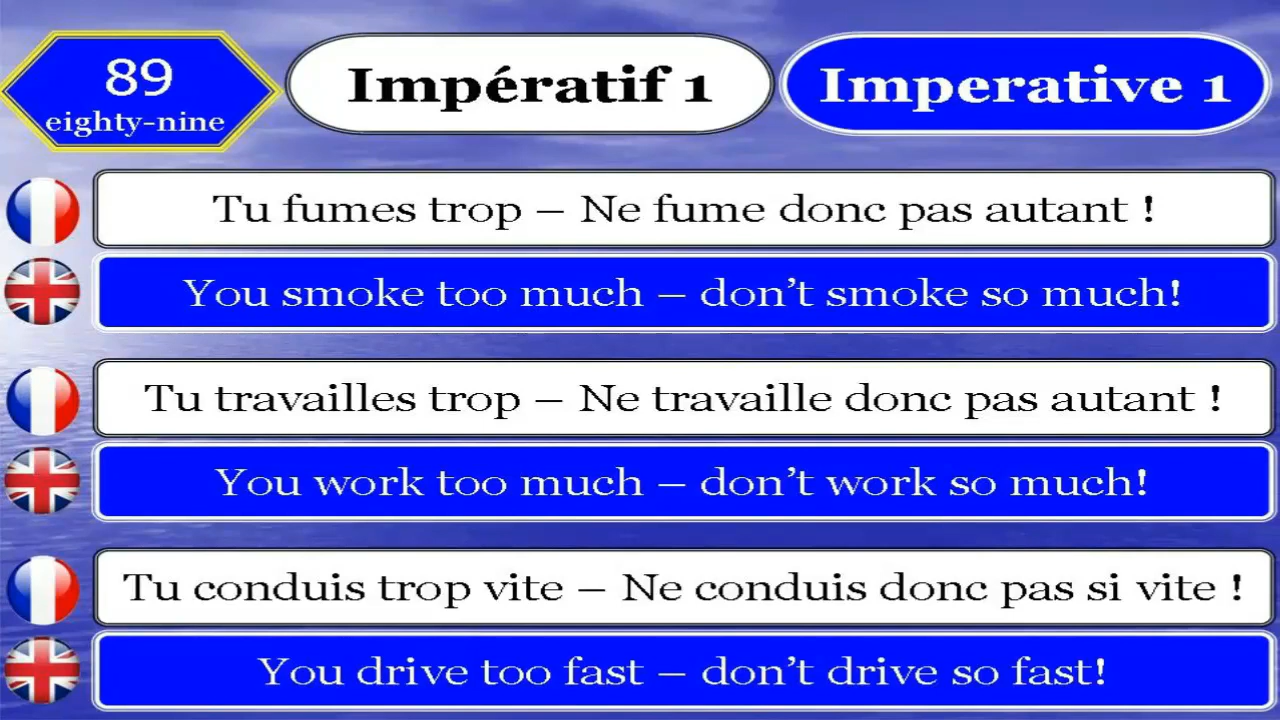 89
eighty-nine
Impératif 1
Imperative 1
Tu fumes trop – Ne fume donc pas autant !
You smoke too much – don’t smoke so much!
Tu travailles trop – Ne travaille donc pas autant !
You work too much – don’t work so much!
Tu conduis trop vite – Ne conduis donc pas si vite !
You drive too fast – don’t drive so fast!